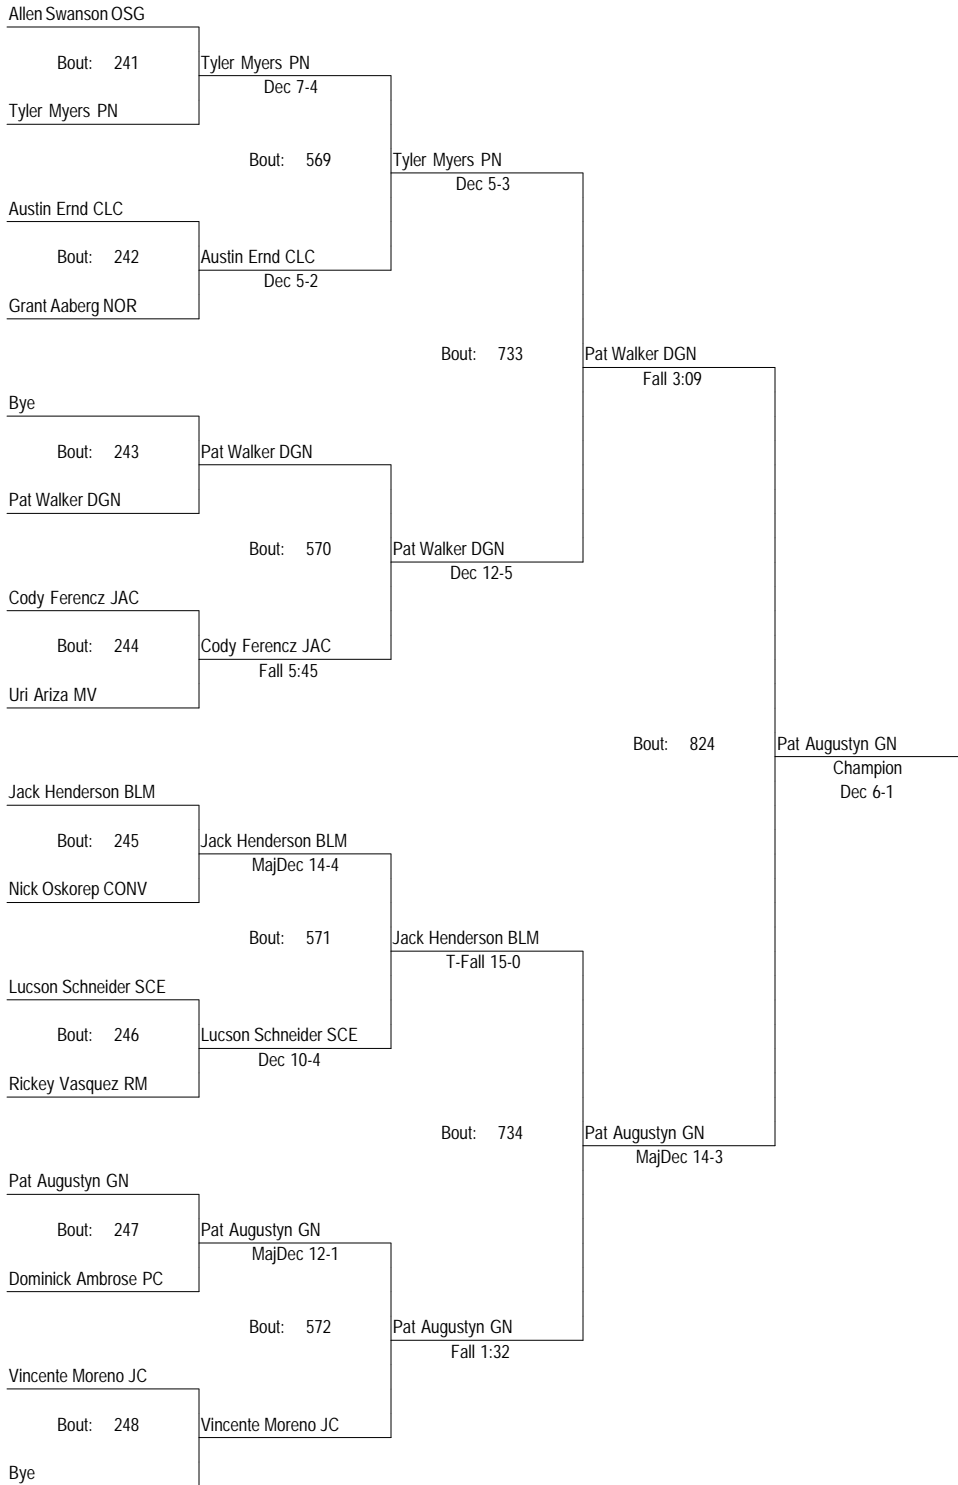 Allen Swanson OSG
Bout: 241 Tyler Myers PN
Dec 7-4
Tyler Myers PN
Bout: 569 Tyler Myers PN
Dec 5-3
Austin Ernd CLC
Bout: 242 Austin Ernd CLC
Dec 5-2
Grant Aaberg NOR
Bout: 733 Pat Walker DGN
Fall 3:09
Bye
Bout: 243 Pat Walker DGN
Pat Walker DGN
Bout: 570 Pat Walker DGN
Dec 12-5
Cody Ferencz JAC
Bout: 244 Cody Ferencz JAC
Fall 5:45
Uri Ariza MV
Bout: 824 Pat Augustyn GN
Champion
Dec 6-1
Jack Henderson BLM
Bout: 245 Jack Henderson BLM
MajDec 14-4
Nick Oskorep CONV
Bout: 571 Jack Henderson BLM
T-Fall 15-0
Lucson Schneider SCE
Bout: 246 Lucson Schneider SCE
Dec 10-4
Rickey Vasquez RM
Bout: 734 Pat Augustyn GN
MajDec 14-3
Pat Augustyn GN
Bout: 247 Pat Augustyn GN
MajDec 12-1
Dominick Ambrose PC
Bout: 572 Pat Augustyn GN
Fall 1:32
Vincente Moreno JC
Bout: 248 Vincente Moreno JC
Bye